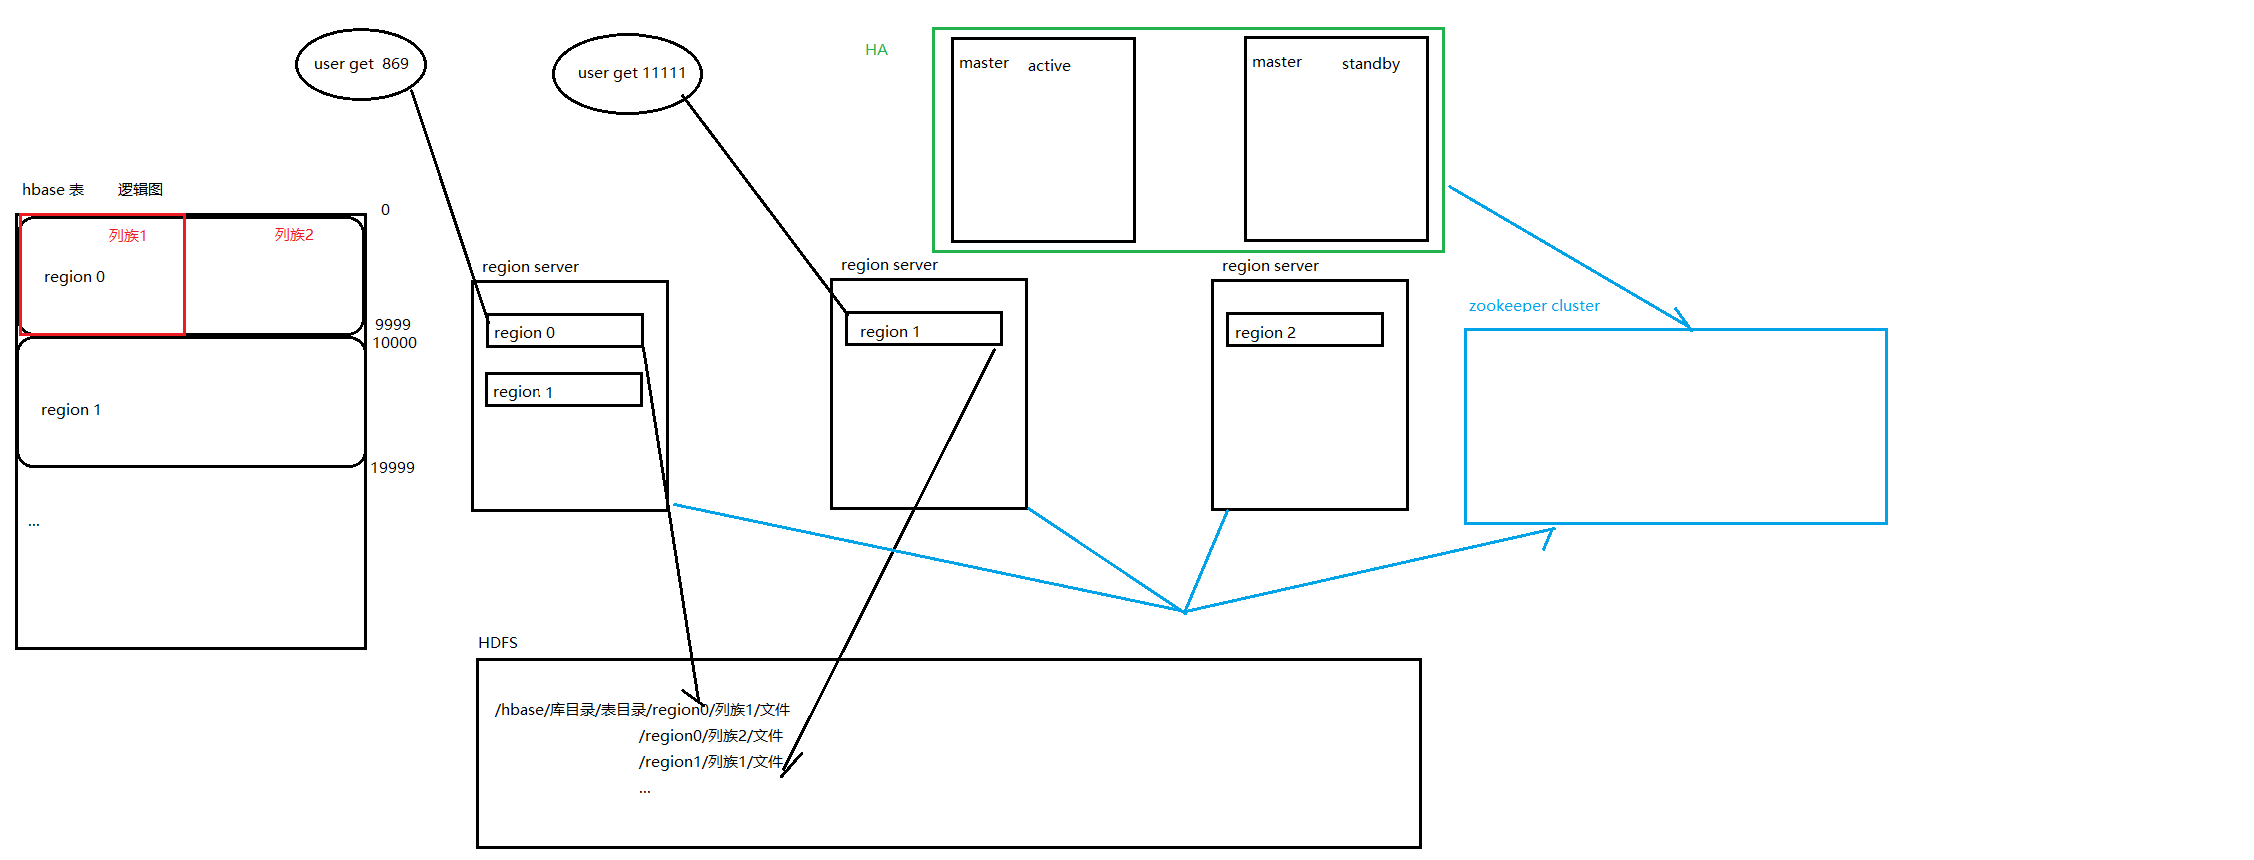 user get  869
user get 11111
HA
master active
master standby
hbase 表 逻辑图
0
列族1 列族2
region 0
9999
10000
region 1
19999
...
region server
region 0
region 1
region server
region 1
region server
region 2
zookeeper cluster
HDFS
/hbase/库目录/表目录/region0/列族1/文件
/region0/列族2/文件
/region1/列族1/文件
...